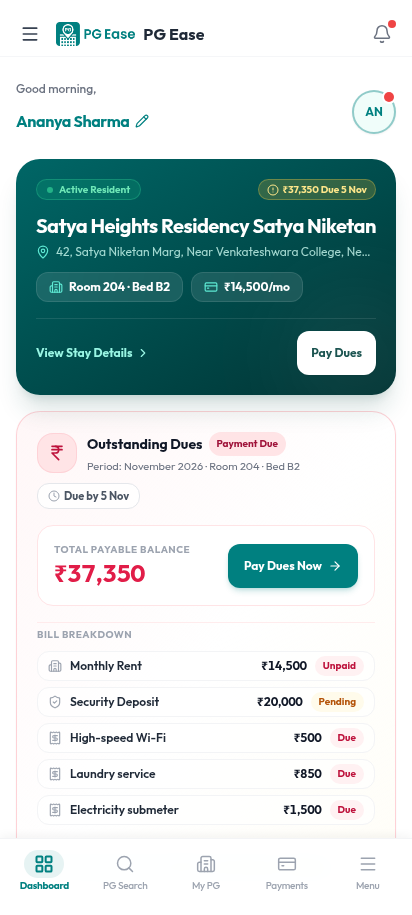 PG Ease PG Ease
Good morning,
Ananya Sharma
AN
Active Resident
₹37,350 Due 5 Nov
Satya Heights Residency Satya Niketan
42, Satya Niketan Marg, Near Venkateshwara College, Ne...
Room 204 · Bed B2
₹14,500/mo
View Stay Details
Pay Dues
₹
Outstanding Dues
Payment Due
Period: November 2026 · Room 204 · Bed B2
Due by 5 Nov
TOTAL PAYABLE BALANCE
₹37,350
Pay Dues Now
BILL BREAKDOWN
Monthly Rent ₹14,500 Unpaid
Security Deposit ₹20,000 Pending
High-speed Wi-Fi ₹500 Due
Laundry service ₹850 Due
Electricity submeter ₹1,500 Due
Dashboard
PG Search
My PG
Payments
Menu